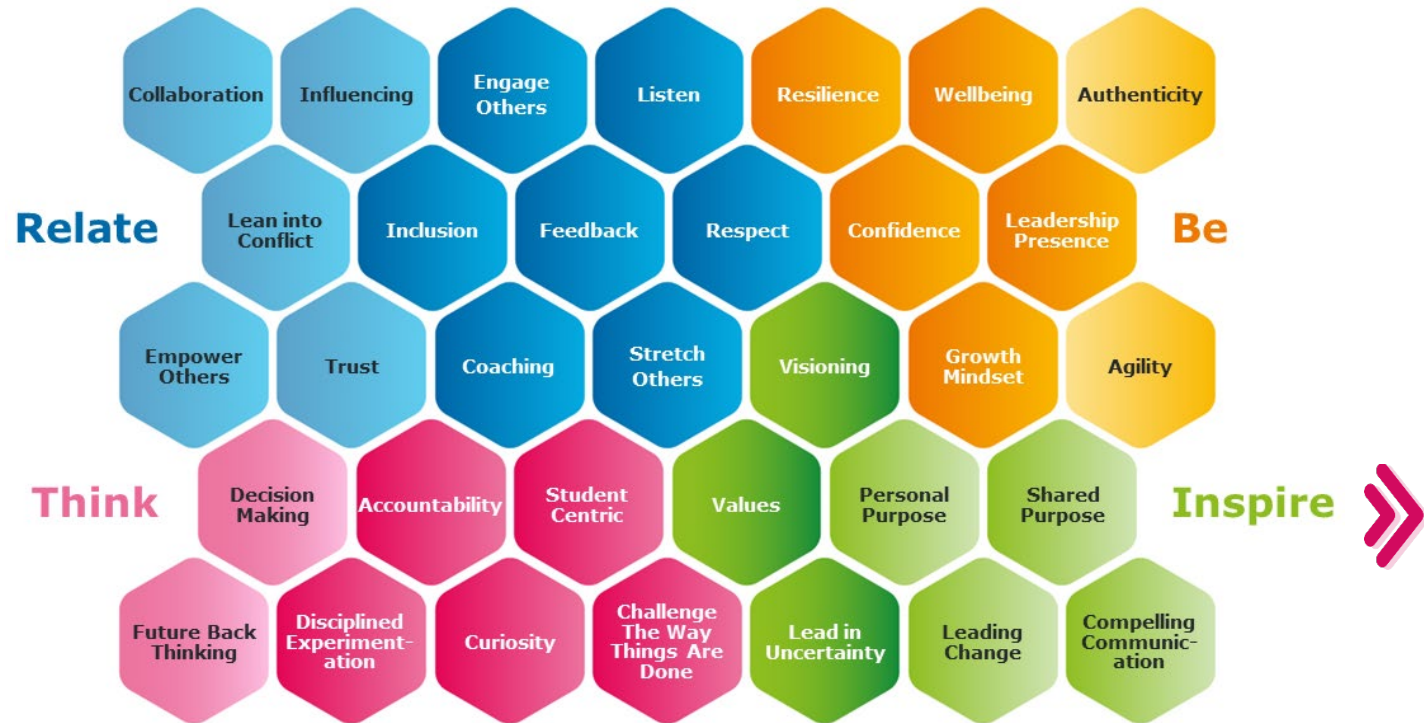 Collaboration
Influencing
Engage
Others
Listen
Resilience
Wellbeing
Authenticity
Relate
Lean into
Conflict
Inclusion
Feedback
Respect
Confidence
Leadership
Presence
Be
Empower
Others
Trust
Coaching
Stretch
Others
Visioning
Growth
Mindset
Agility
Think
Decision
Making
Accountability
Student
Centric
Values
Personal
Purpose
Shared
Purpose
Inspire
Future Back
Thinking
Disciplined
Experiment-
ation
Curiosity
Challenge
The Way
Things Are
Done
Lead in
Uncertainty
Leading
Change
Compelling
Communic-
ation